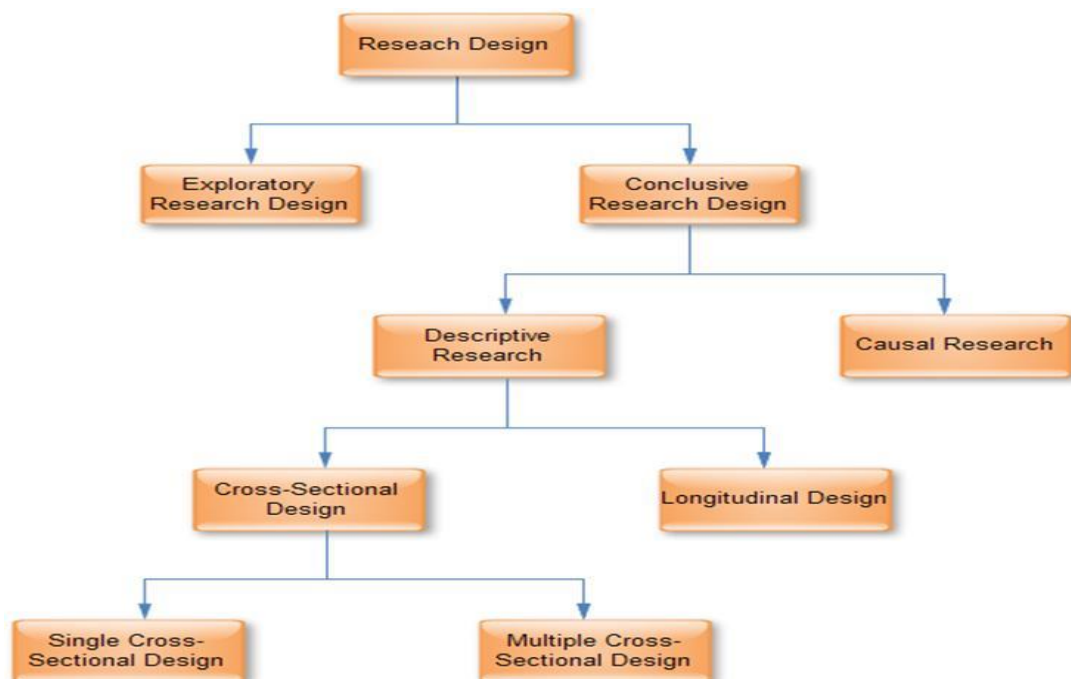 Reseach Design
Exploratory
Research Design
Conclusive
Research Design
Descriptive
Research
Causal Research
Cross-Sectional
Design
Longitudinal Design
Single Cross-
Sectional Design
Multiple Cross-
Sectional Design